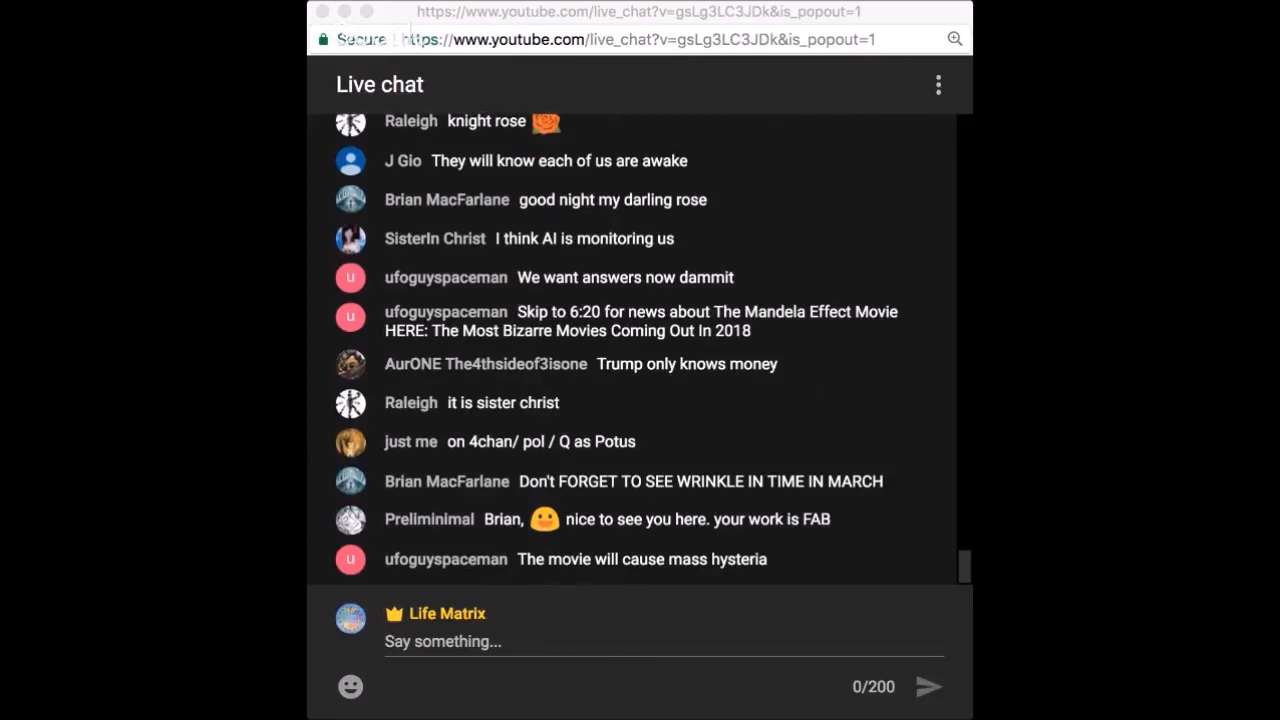 https://www.youtube.com/live_chat?v=gsLg3LC3JDk&is_popout=1
Secure https://www.youtube.com/live_chat?v=gsLg3LC3JDk&is_popout=1
Live chat
Raleigh knight rose
J Gio They will know each of us are awake
Brian MacFarlane good night my darling rose
SisterIn Christ I think AI is monitoring us
u ufoguyspaceman We want answers now dammit
u ufoguyspaceman Skip to 6:20 for news about The Mandela Effect Movie
HERE: The Most Bizarre Movies Coming Out In 2018
AurONE The4thsideof3isone Trump only knows money
Raleigh it is sister christ
just me on 4chan/ pol / Q as Potus
Brian MacFarlane Don't FORGET TO SEE WRINKLE IN TIME IN MARCH
Preliminimal Brian, nice to see you here. your work is FAB
u ufoguyspaceman The movie will cause mass hysteria
Life Matrix
Say something...
0/200